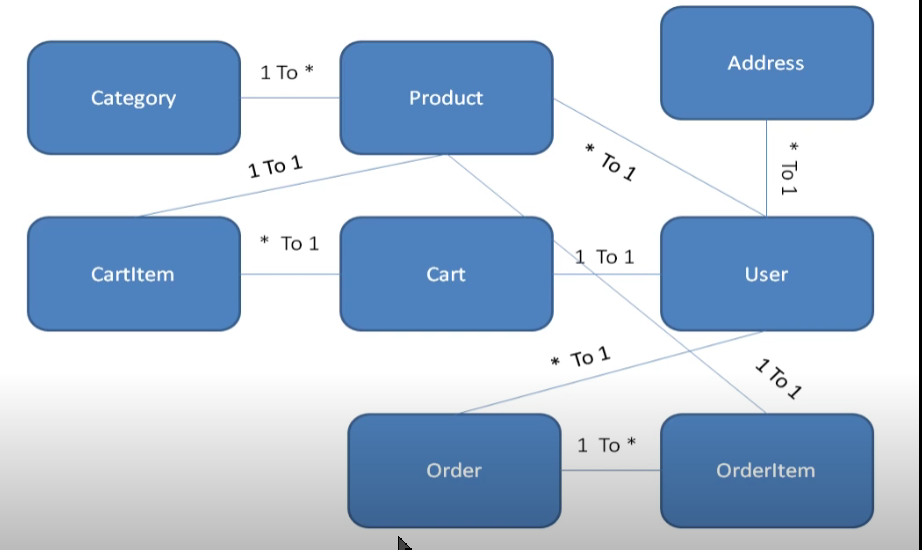 Address
Category
1 To *
Product
* To 1
* To 1
1 To 1
CartItem
* To 1
Cart
1 To 1
User
* To 1
1 To 1
Order
1 To *
OrderItem